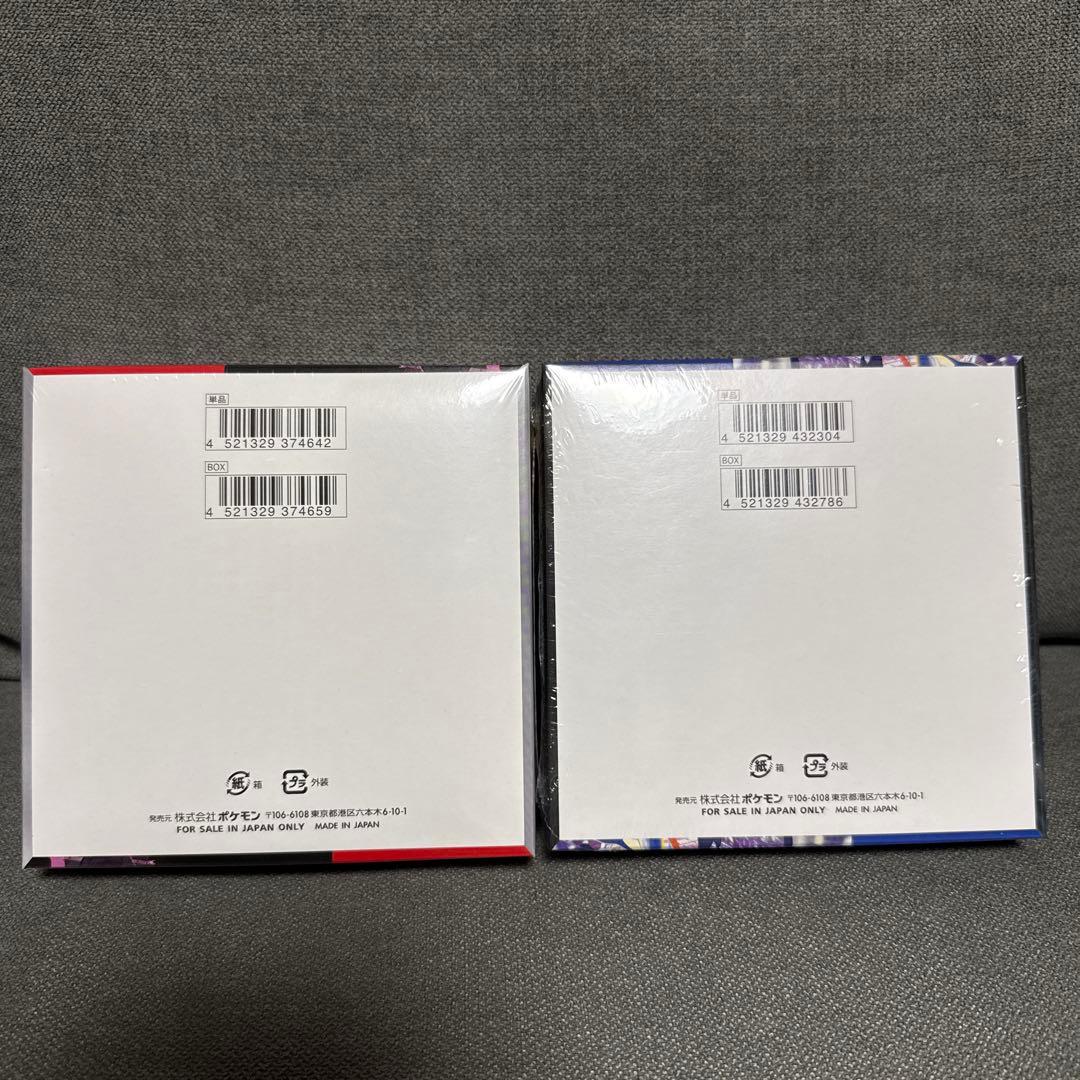 単品
4 521329 374642
BOX
4 521329 374659
紙 箱 プラ 外装
発売元 株式会社ポケモン 〒106-6108 東京都港区六本木6-10-1
FOR SALE IN JAPAN ONLY MADE IN JAPAN
単品
4 521329 432304
BOX
4 521329 432786
紙 箱 プラ 外装
発売元 株式会社ポケモン 〒106-6108 東京都港区六本木6-10-1
FOR SALE IN JAPAN ONLY MADE IN JAPAN